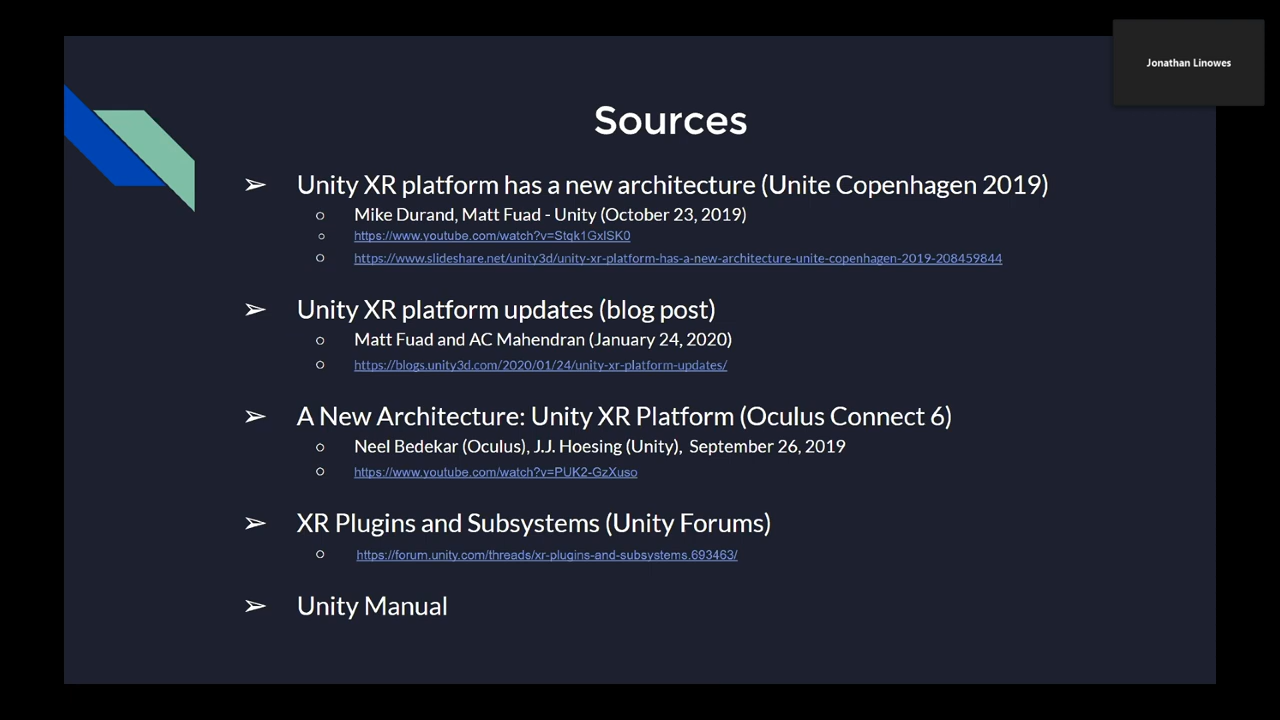 Jonathan Linowes
Sources
➢ Unity XR platform has a new architecture (Unite Copenhagen 2019)
○ Mike Durand, Matt Fuad - Unity (October 23, 2019)
○ https://www.youtube.com/watch?v=Stqk1GxlSK0
○ https://www.slideshare.net/unity3d/unity-xr-platform-has-a-new-architecture-unite-copenhagen-2019-208459844
➢ Unity XR platform updates (blog post)
○ Matt Fuad and AC Mahendran (January 24, 2020)
○ https://blogs.unity3d.com/2020/01/24/unity-xr-platform-updates/
➢ A New Architecture: Unity XR Platform (Oculus Connect 6)
○ Neel Bedekar (Oculus), J.J. Hoesing (Unity), September 26, 2019
○ https://www.youtube.com/watch?v=PUK2-GzXuso
➢ XR Plugins and Subsystems (Unity Forums)
○ https://forum.unity.com/threads/xr-plugins-and-subsystems.693463/
➢ Unity Manual